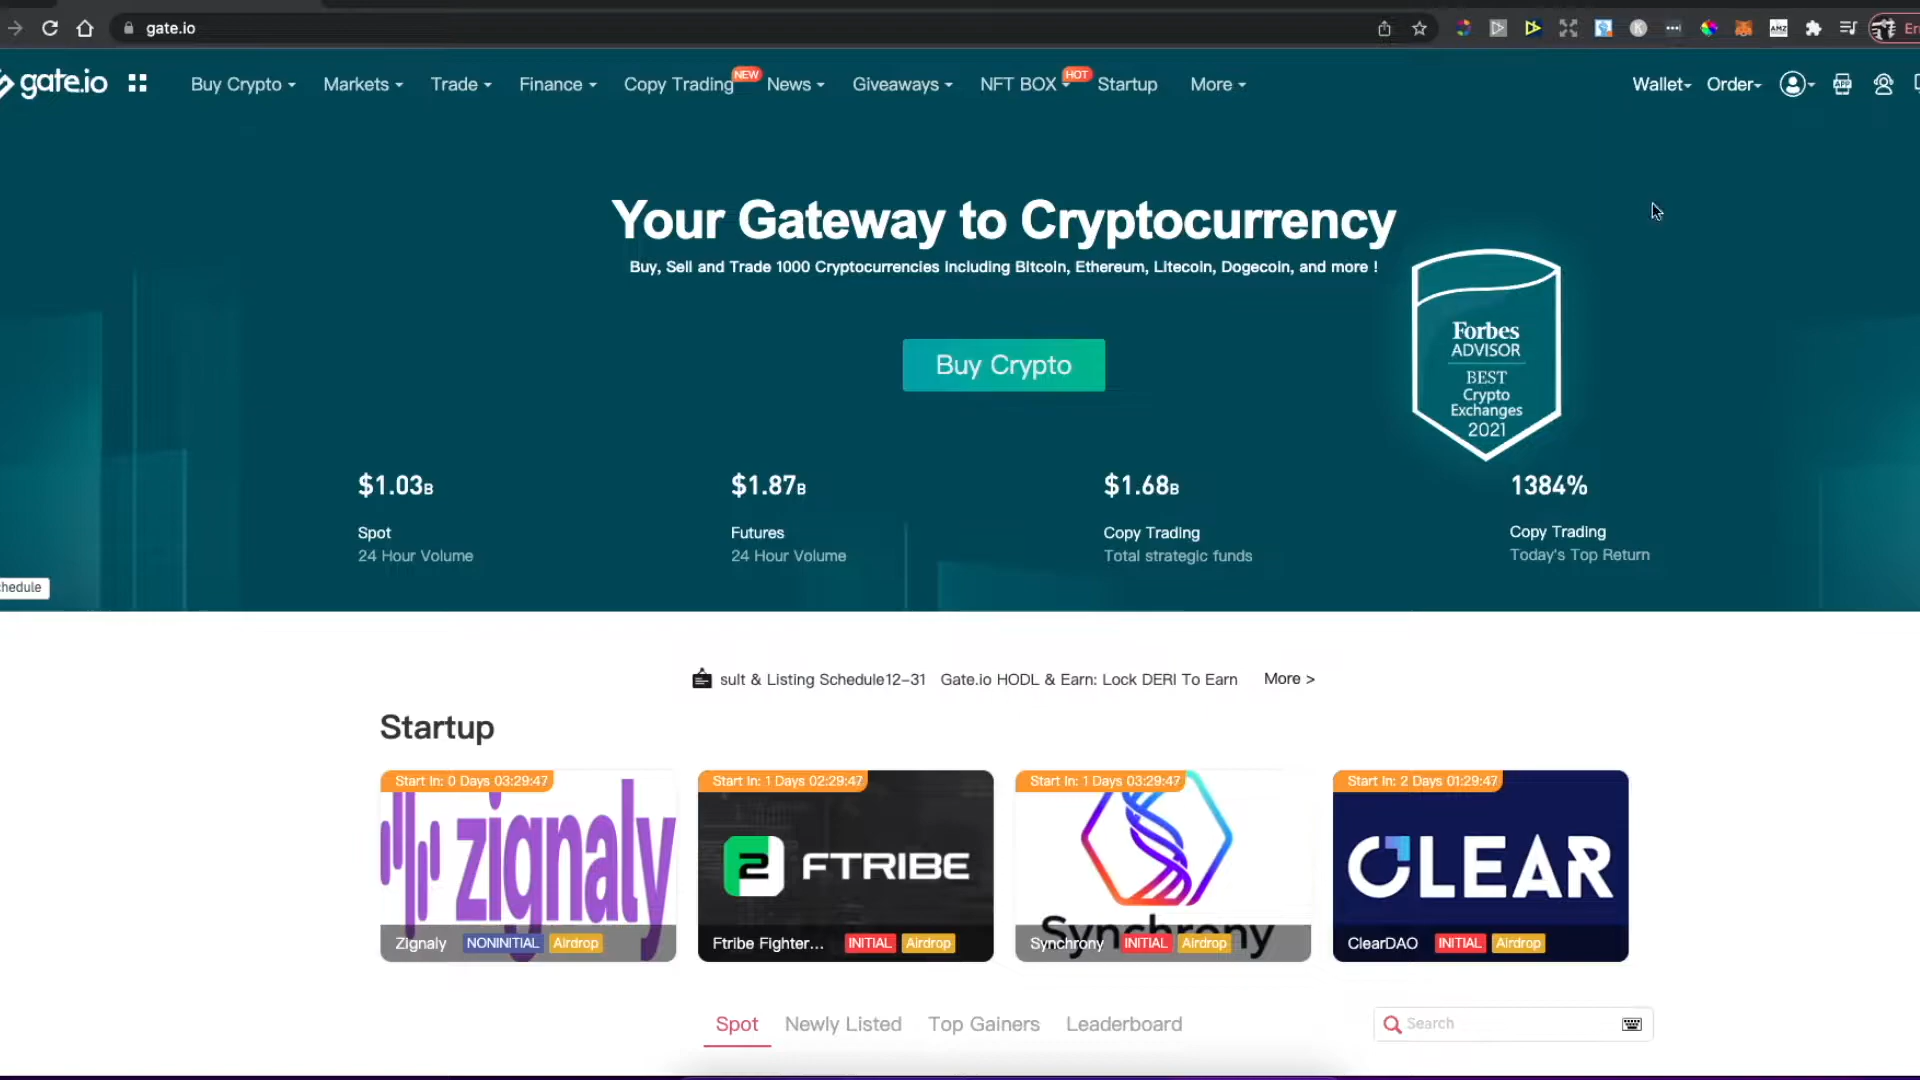 gate.io
gate.io
Buy Crypto
Markets
Trade
Finance
Copy Trading
NEW
News
Giveaways
NFT BOX
HOT
Startup
More
Wallet
Order
Your Gateway to Cryptocurrency
Buy, Sell and Trade 1000 Cryptocurrencies including Bitcoin, Ethereum, Litecoin, Dogecoin, and more !
Buy Crypto
Forbes
ADVISOR
BEST
Crypto
Exchanges
2021
$1.03B
Spot
24 Hour Volume
$1.87B
Futures
24 Hour Volume
$1.68B
Copy Trading
Total strategic funds
1384%
Copy Trading
Today's Top Return
hedule
sult & Listing Schedule12-31 Gate.io HODL & Earn: Lock DERI To Earn More >
Startup
Start In: 0 Days 03:29:47
zignaly
Zignaly NONINITIAL Airdrop
Start In: 1 Days 02:29:47
2 FTRIBE
Ftribe Fighter... INITIAL Airdrop
Start In: 1 Days 03:29:47
Synchrony
Synchrony INITIAL Airdrop
Start In: 2 Days 01:29:47
CLEAR
ClearDAO INITIAL Airdrop
Spot Newly Listed Top Gainers Leaderboard
Search